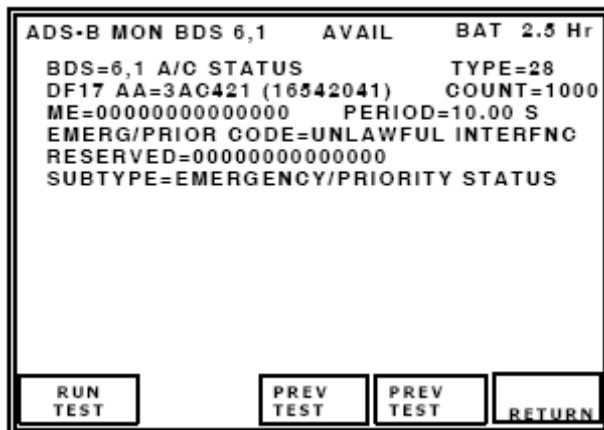 ADS-B MON BDS 6,1 AVAIL BAT 2.5 Hr
BDS=6,1 A/C STATUS TYPE=28
DF17 AA=3AC421 (16542041) COUNT=1000
ME=00000000000000 PERIOD=10.00 S
EMERG/PRIOR CODE=UNLAWFUL INTERFNC
RESERVED=00000000000000
SUBTYPE=EMERGENCY/PRIORITY STATUS
RUN TEST
PREV TEST
PREV TEST
RETURN